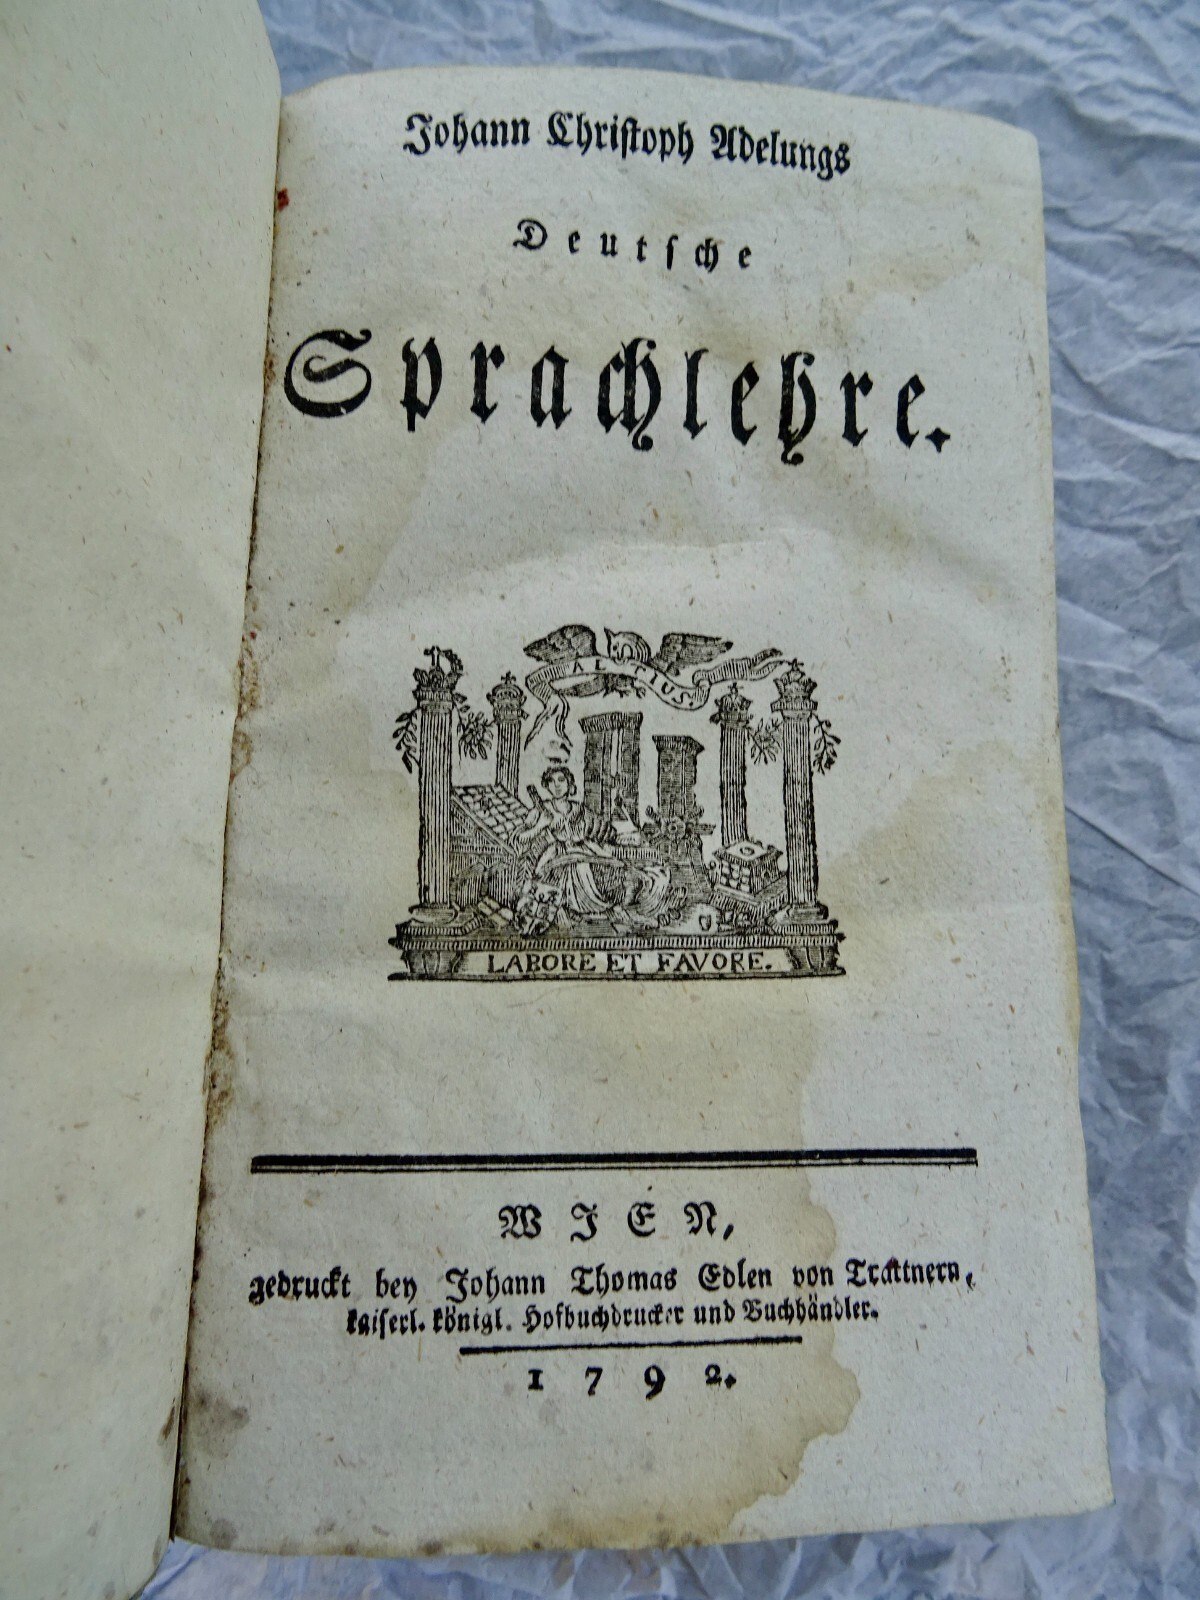 Johann Christoph Adelungs
Deutsche
Sprachlehre.
ALTIUS.
LABORE ET FAVORE.
WIEN,
gedruckt bey Johann Thomas Edlen von Trattnern,
kaiserl. königl. Hofbuchdrucker und Buchhändler.
1792.